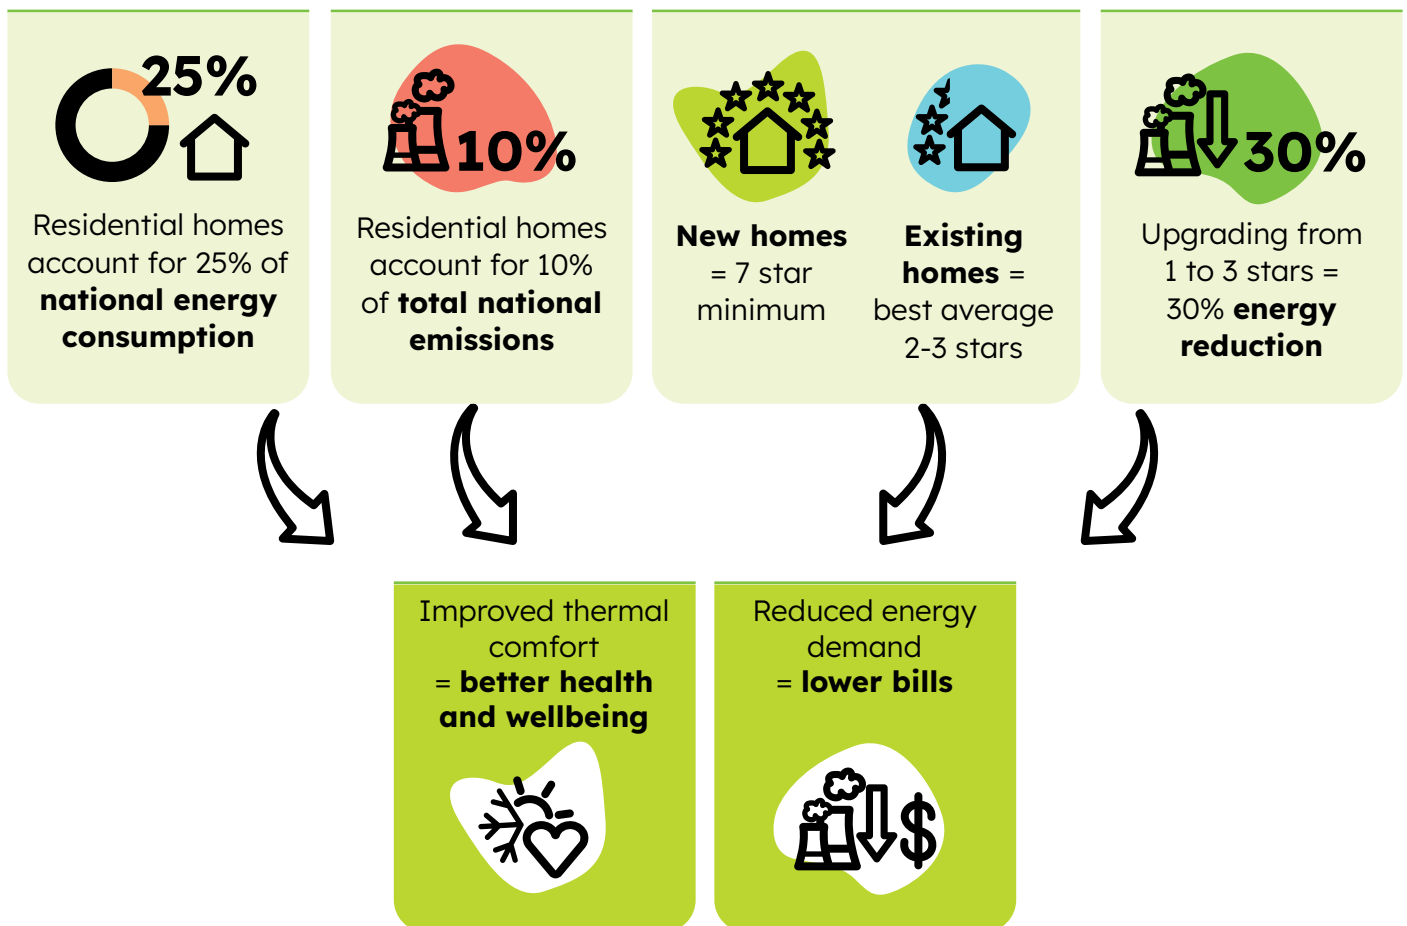 25%
Residential homes
account for 25% of
national energy
consumption
10%
Residential homes
account for 10%
of total national
emissions
New homes
= 7 star
minimum
Existing
homes =
best average
2-3 stars
30%
Upgrading from
1 to 3 stars =
30% energy
reduction
Improved thermal
comfort
= better health
and wellbeing
Reduced energy
demand
= lower bills
$